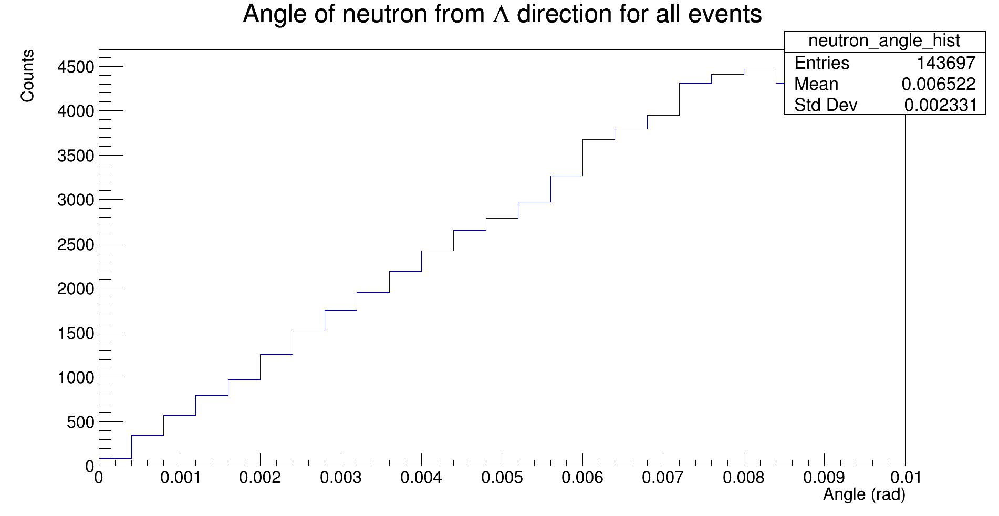 Angle of neutron from Λ direction for all events
neutron_angle_hist
Entries 143697
Mean 0.006522
Std Dev 0.002331
Counts
4500
4000
3500
3000
2500
2000
1500
1000
500
0
0 0.001 0.002 0.003 0.004 0.005 0.006 0.007 0.008 0.009 0.01
Angle (rad)